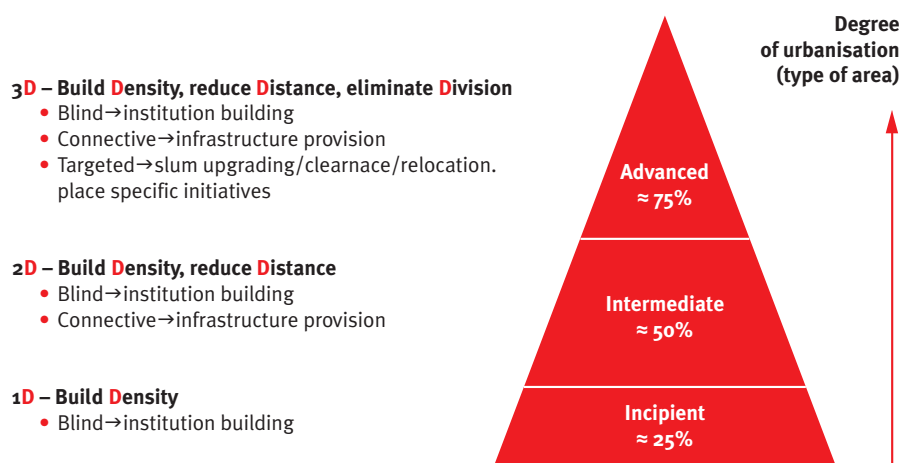 Degree
of urbanisation
(type of area)
3D – Build Density, reduce Distance, eliminate Division
• Blind→institution building
• Connective→infrastructure provision
• Targeted→slum upgrading/clearnace/relocation.
place specific initiatives
Advanced
≈ 75%
2D – Build Density, reduce Distance
• Blind→institution building
• Connective→infrastructure provision
Intermediate
≈ 50%
1D – Build Density
• Blind→institution building
Incipient
≈ 25%